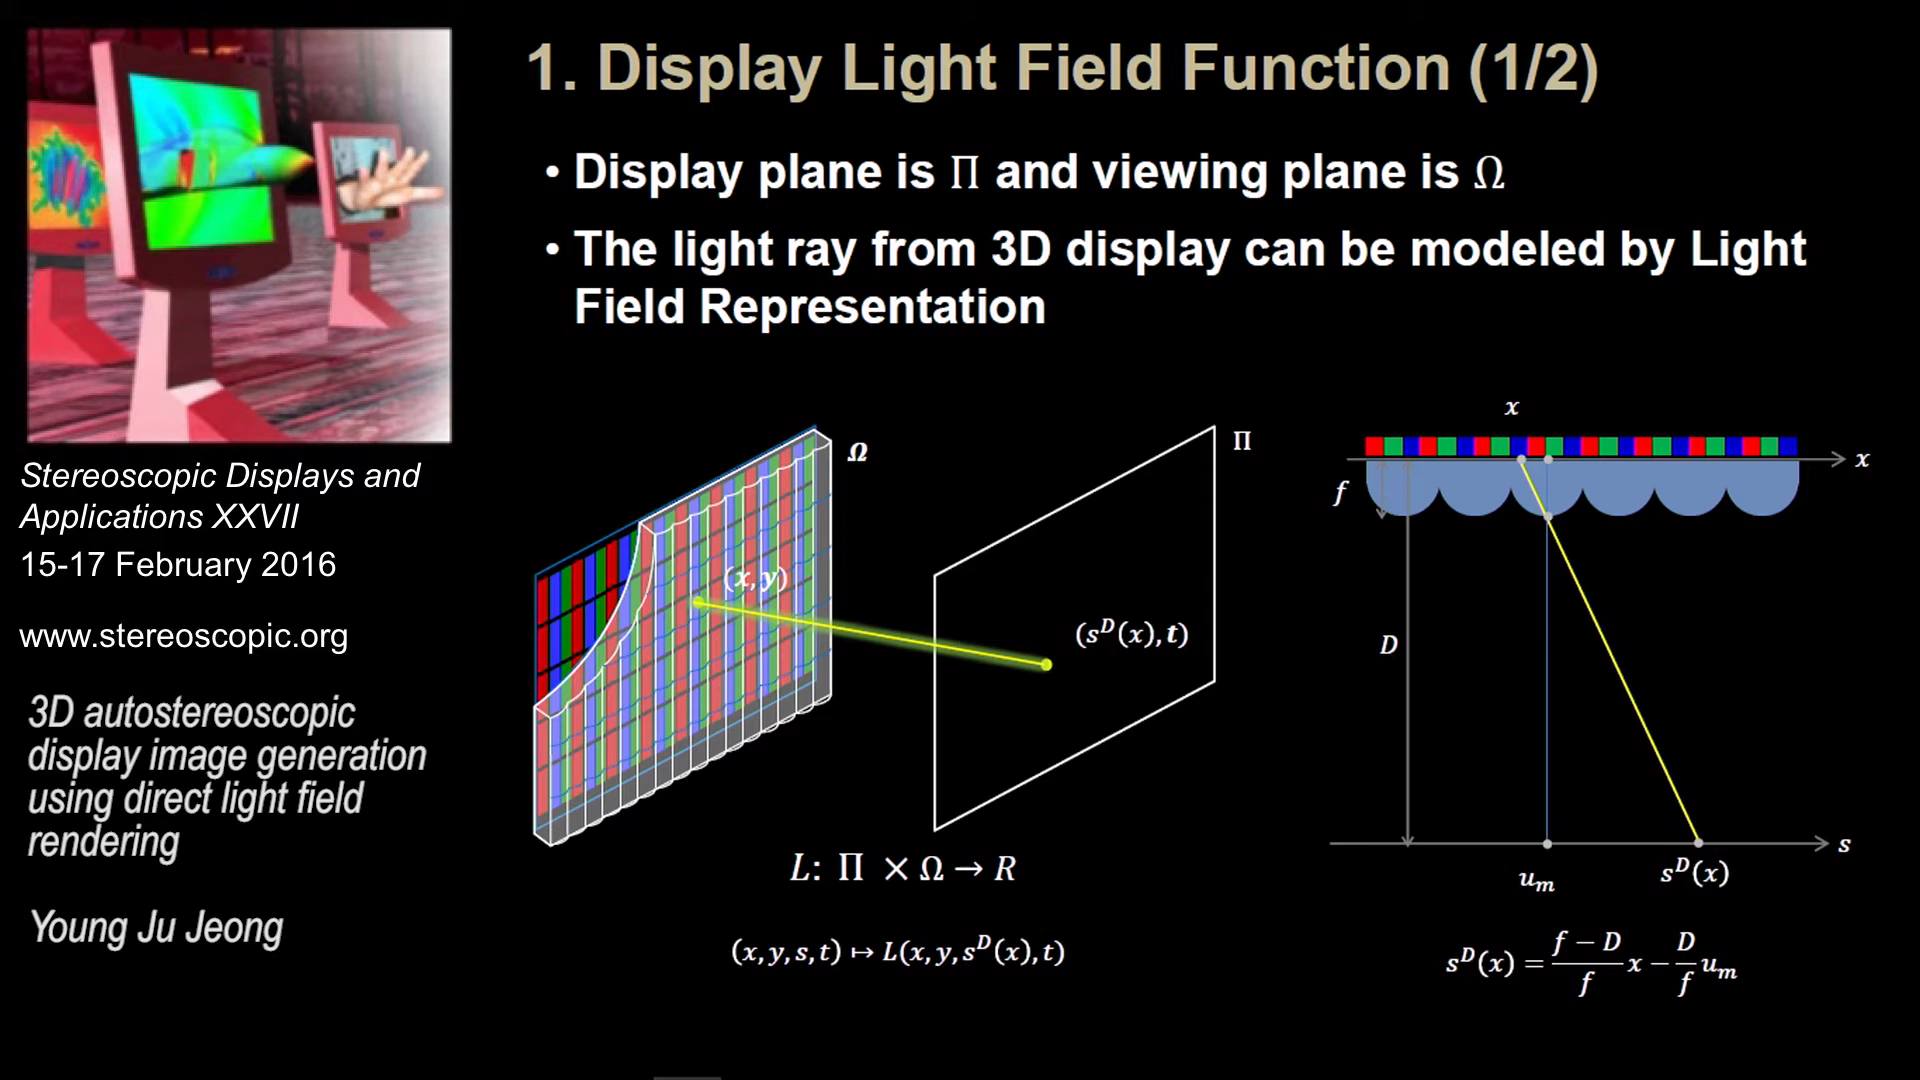 1. Display Light Field Function (1/2)
• Display plane is Π and viewing plane is Ω
• The light ray from 3D display can be modeled by Light
Field Representation
Stereoscopic Displays and
Applications XXVII
15-17 February 2016
www.stereoscopic.org
3D autostereoscopic
display image generation
using direct light field
rendering
Young Ju Jeong
Ω
(x, y)
Π
(s^D(x), t)
L: Π × Ω → R
(x, y, s, t) ↦ L(x, y, s^D(x), t)
x
x
f
D
s
u_m
s^D(x)
s^D(x) = \frac{f − D}{f} x − \frac{D}{f} u_m